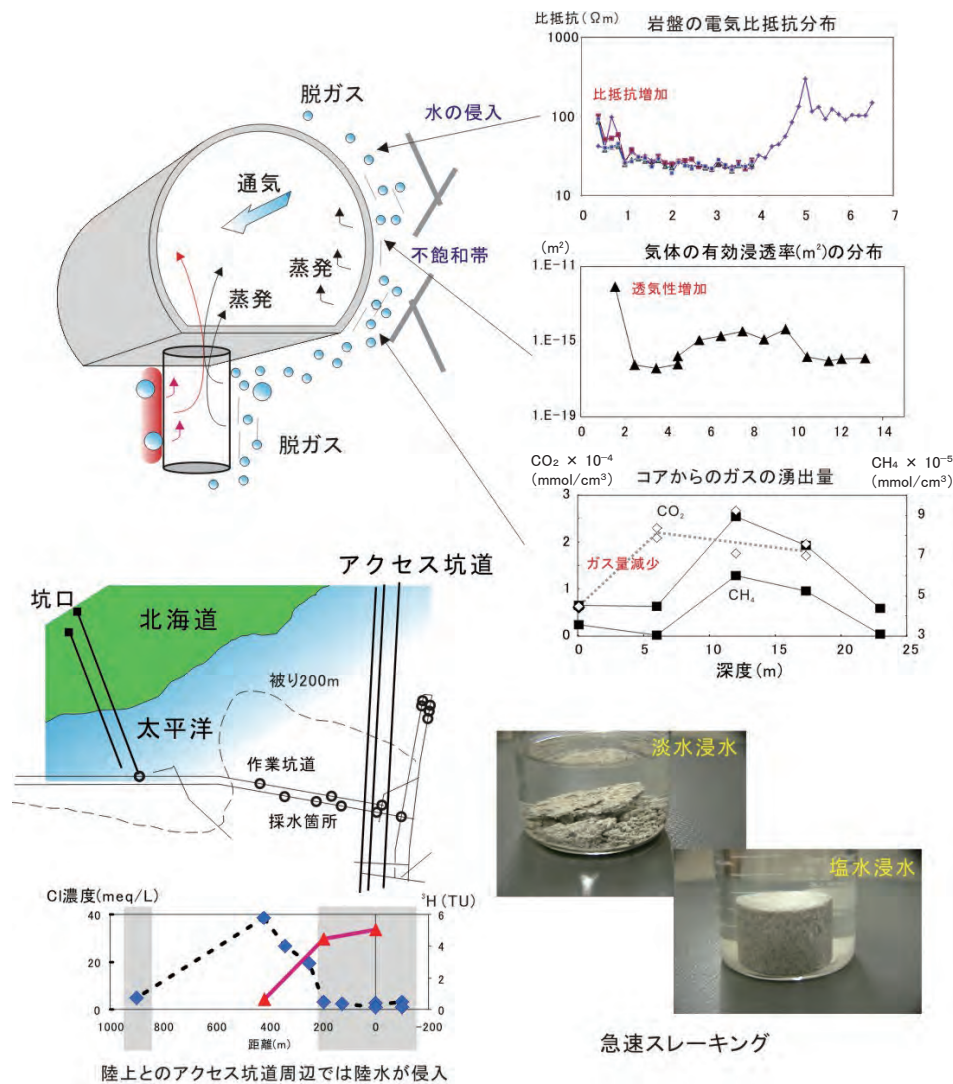 脱ガス
水の侵入
通気
不飽和帯
蒸発
蒸発
脱ガス
比抵抗(Ωm)
岩盤の電気比抵抗分布
1000
比抵抗増加
100
10
0 1 2 3 4 5 6 7
(m²)
気体の有効浸透率(m²)の分布
1.E-11
透気性増加
1.E-15
1.E-19
0 2 4 6 8 10 12 14
CO₂ × 10⁻⁴
(mmol/cm³)
コアからのガスの湧出量
CH₄ × 10⁻⁵
(mmol/cm³)
3
9
CO₂
2
7
ガス量減少
1
5
CH₄
0
3
0 5 10 15 20 25
深度(m)
アクセス坑道
坑口
北海道
被り200m
太平洋
作業坑道
採水箇所
淡水浸水
塩水浸水
急速スレーキング
Cl濃度(meq/L)
³H(TU)
40
6
4
20
2
0
0
1000 800 600 400 200 0 -200
距離(m)
陸上とのアクセス坑道周辺では陸水が侵入